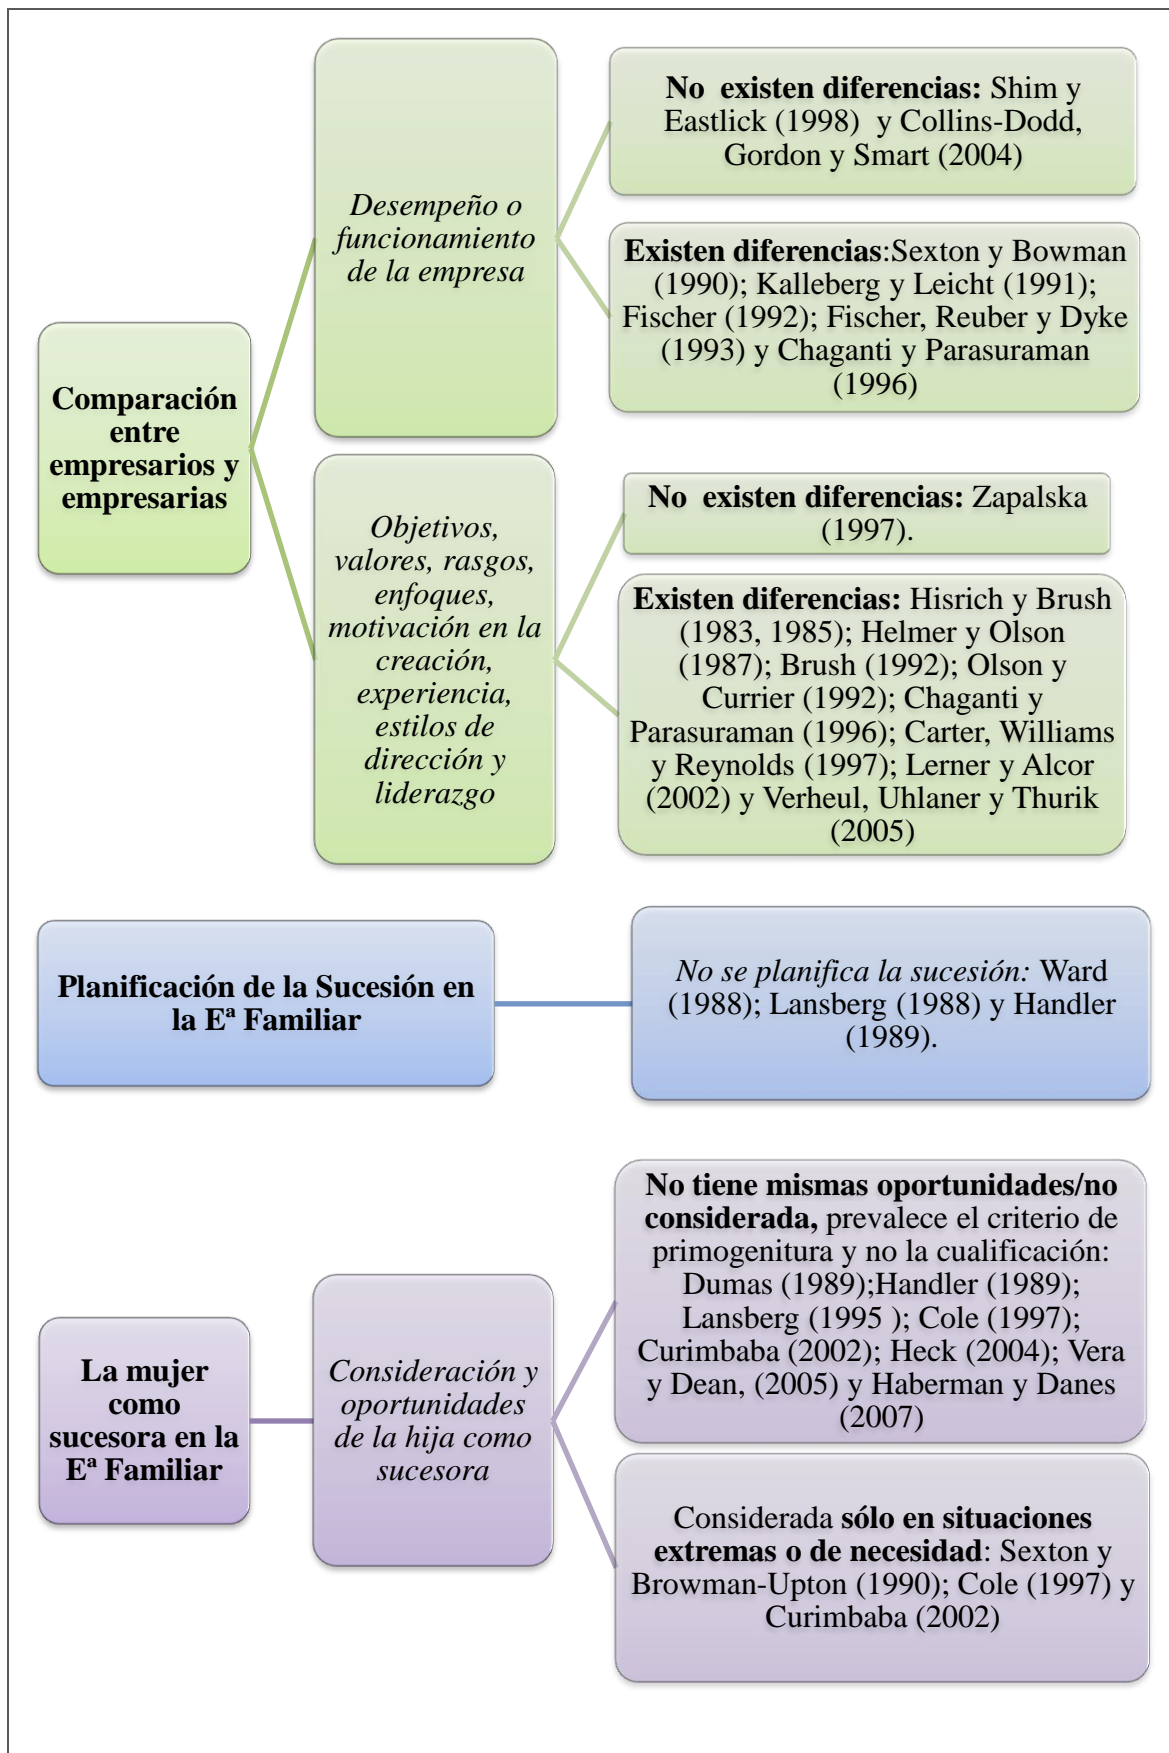 Comparación
entre
empresarios y
empresarias
Desempeño o
funcionamiento
de la empresa
No existen diferencias: Shim y
Eastlick (1998) y Collins-Dodd,
Gordon y Smart (2004)
Existen diferencias:Sexton y Bowman
(1990); Kalleberg y Leicht (1991);
Fischer (1992); Fischer, Reuber y Dyke
(1993) y Chaganti y Parasuraman
(1996)
Objetivos,
valores, rasgos,
enfoques,
motivación en la
creación,
experiencia,
estilos de
dirección y
liderazgo
No existen diferencias: Zapalska
(1997).
Existen diferencias: Hisrich y Brush
(1983, 1985); Helmer y Olson
(1987); Brush (1992); Olson y
Currier (1992); Chaganti y
Parasuraman (1996); Carter, Williams
y Reynolds (1997); Lerner y Alcor
(2002) y Verheul, Uhlaner y Thurik
(2005)
Planificación de la Sucesión en
la Eª Familiar
No se planifica la sucesión: Ward
(1988); Lansberg (1988) y Handler
(1989).
La mujer
como
sucesora en la
Eª Familiar
Consideración y
oportunidades
de la hija como
sucesora
No tiene mismas oportunidades/no
considerada, prevalece el criterio de
primogenitura y no la cualificación:
Dumas (1989);Handler (1989);
Lansberg (1995 ); Cole (1997);
Curimbaba (2002); Heck (2004); Vera
y Dean, (2005) y Haberman y Danes
(2007)
Considerada sólo en situaciones
extremas o de necesidad: Sexton y
Browman-Upton (1990); Cole (1997) y
Curimbaba (2002)